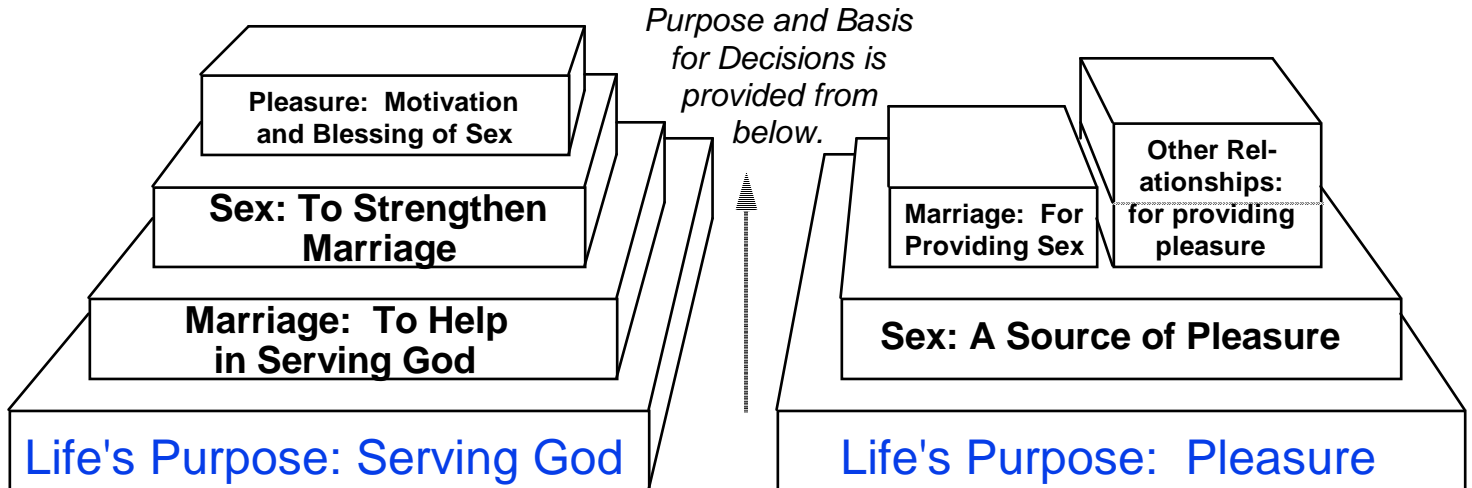 Pleasure: Motivation
and Blessing of Sex
Sex: To Strengthen
Marriage
Marriage: To Help
in Serving God
Life's Purpose: Serving God
Purpose and Basis
for Decisions is
provided from
below.
Marriage: For
Providing Sex
Other Rel-
ationships:
for providing
pleasure
Sex: A Source of Pleasure
Life's Purpose: Pleasure